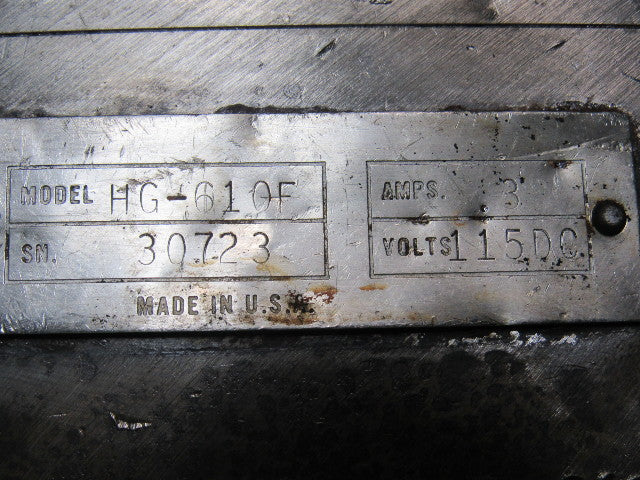 MODEL HG-610F
SN. 30723
AMPS. 3
VOLTS 115DC
MADE IN U.S.A.